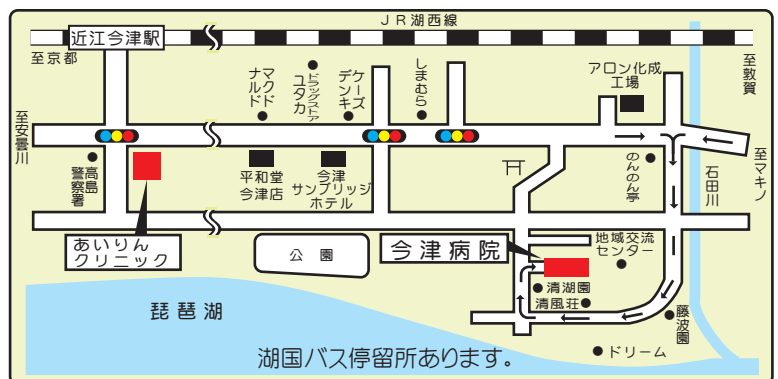 JR湖西線
近江今津駅
至京都
至敦賀
マクド
ナルド
ドラッグストア
ユタカ
ケーズ
デンキ
しまむら
アロン化成
工場
至安曇川
至マキノ
高島
警察署
平和堂
今津店
今津
サンブリッジ
ホテル
のんのん亭
石田川
あいりん
クリニック
公園
今津病院
地域交流
センター
清湖園
清風荘
藤波園
琵琶湖
湖国バス停留所あります。
ドリーム